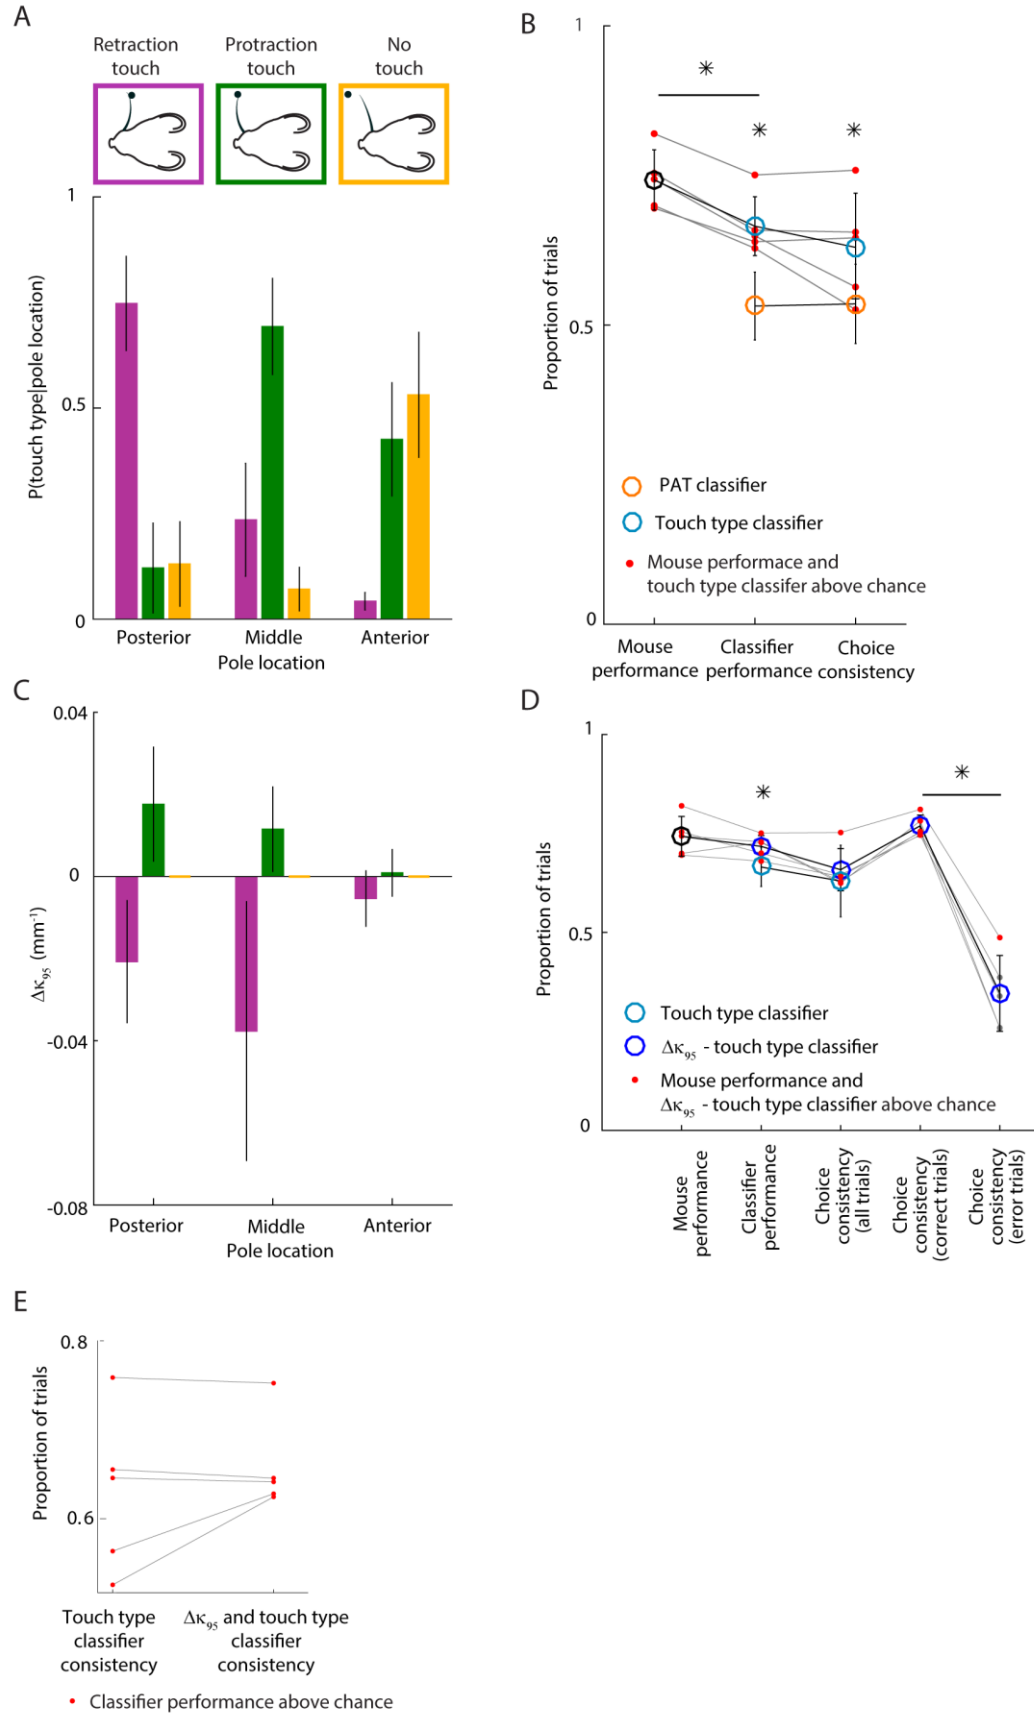 A
Retraction
touch
Protraction
touch
No
touch
1
0.5
0
P(touch type|pole location)
Posterior
Middle
Anterior
Pole location
B
1
0.5
0
Proportion of trials
✳
✳
✳
PAT classifier
Touch type classifier
Mouse performace and
touch type classifer above chance
Mouse
performance
Classifier
performance
Choice
consistency
C
0.04
0
-0.04
-0.08
Δκ95 (mm-1)
Posterior
Middle
Anterior
Pole location
D
1
0.5
0
Proportion of trials
✳
✳
Touch type classifier
Δκ95 - touch type classifier
Mouse performance and
Δκ95 - touch type classifier above chance
Mouse
performance
Classifier
performance
Choice
consistency
(all trials)
Choice
consistency
(correct trials)
Choice
consistency
(error trials)
E
0.8
0.6
Proportion of trials
Touch type
classifier
consistency
Δκ95 and touch type
classifier
consistency
Classifier performance above chance